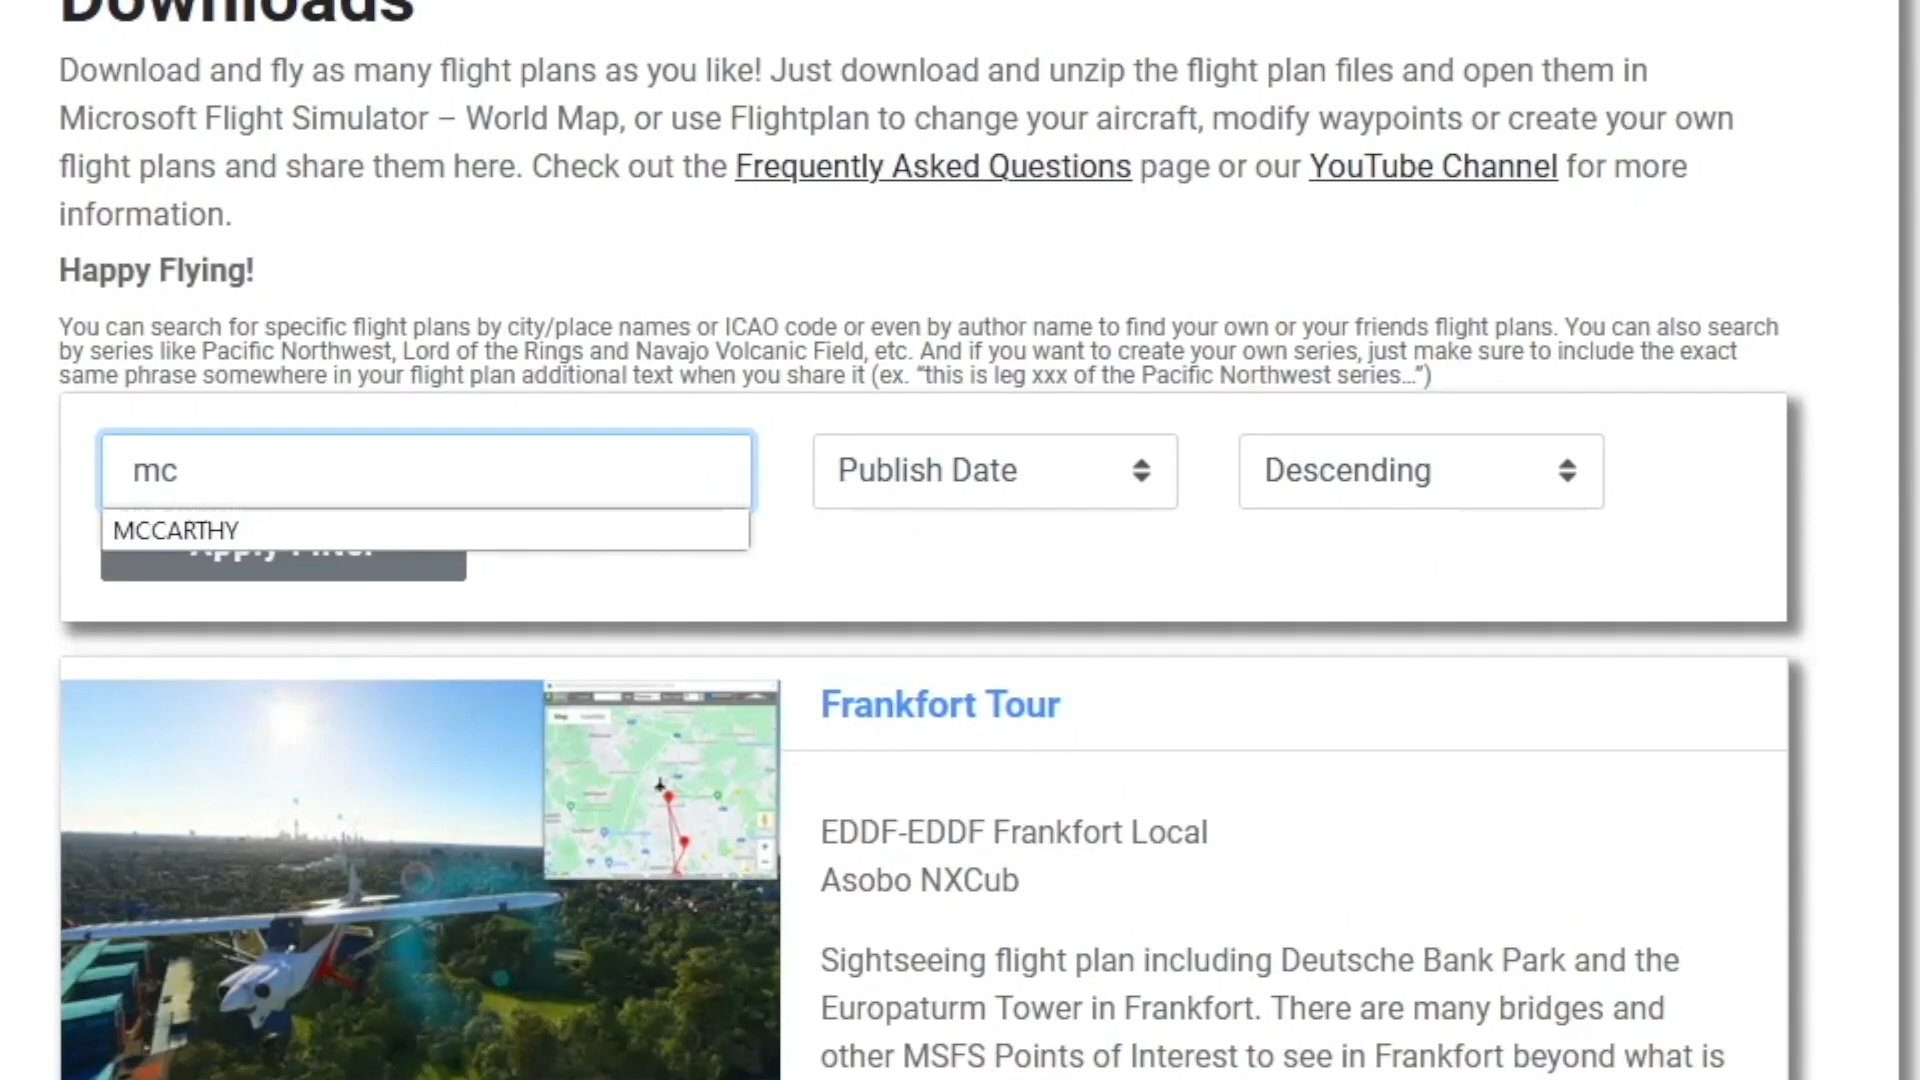 Downloads
Download and fly as many flight plans as you like! Just download and unzip the flight plan files and open them in
Microsoft Flight Simulator – World Map, or use Flightplan to change your aircraft, modify waypoints or create your own
flight plans and share them here. Check out the Frequently Asked Questions page or our YouTube Channel for more
information.
Happy Flying!
You can search for specific flight plans by city/place names or ICAO code or even by author name to find your own or your friends flight plans. You can also search
by series like Pacific Northwest, Lord of the Rings and Navajo Volcanic Field, etc. And if you want to create your own series, just make sure to include the exact
same phrase somewhere in your flight plan additional text when you share it (ex. “this is leg xxx of the Pacific Northwest series...”)
mc
Publish Date
Descending
MCCARTHY
Apply Filter
Frankfort Tour
EDDF-EDDF Frankfort Local
Asobo NXCub
Sightseeing flight plan including Deutsche Bank Park and the
Europaturm Tower in Frankfort. There are many bridges and
other MSFS Points of Interest to see in Frankfort beyond what is